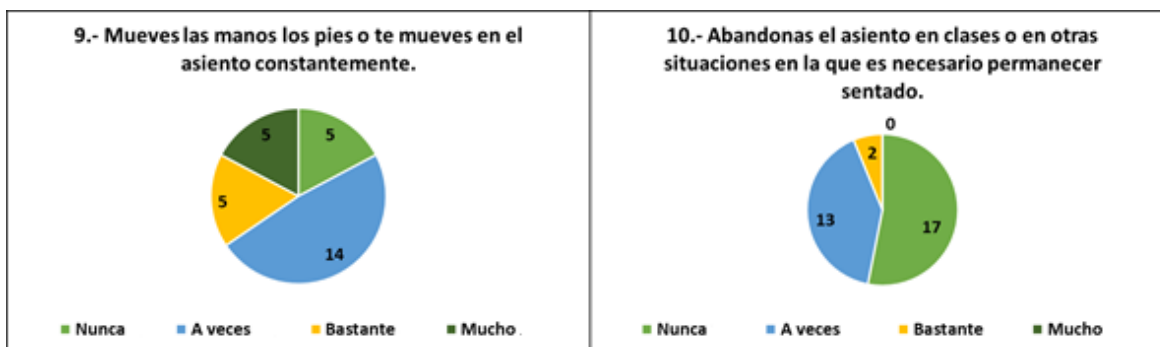 9.- Mueves las manos los pies o te mueves en el
asiento constantemente.
5
5
5
14
Nunca
A veces
Bastante
Mucho
10.- Abandonas el asiento en clases o en otras
situaciones en la que es necesario permanecer
sentado.
0
2
13
17
Nunca
A veces
Bastante
Mucho